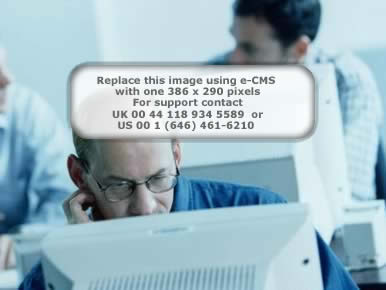 Replace this image using e-CMS
with one 386 x 290 pixels
For support contact
UK 00 44 118 934 5589 or
US 00 1 (646) 461-6210